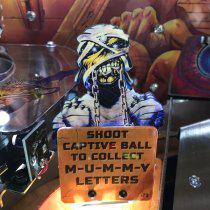 SHOOT
CAPTIVE BALL
TO COLLECT
M-U-M-M-Y
LETTERS